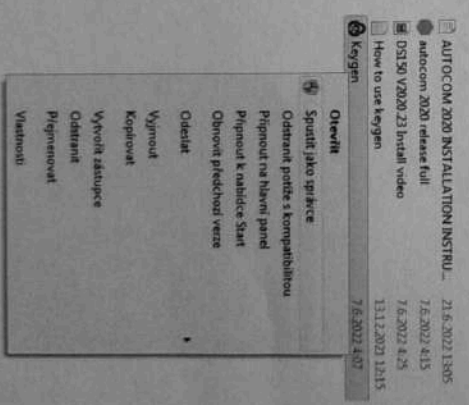 AUTOCOM 2020 INSTALLATION INSTRU... 21.6.2022 13:05
autocom 2020 release full 7.6.2022 4:15
DS150 V2020.23 Install video 7.6.2022 4:25
How to use keygen 13.12.2021 12:15
Keygen 7.6.2022 4:07
Otevřít
Spustit jako správce
Odstranit potíže s kompatibilitou
Připnout na hlavní panel
Připnout k nabídce Start
Obnovit předchozí verze
Odeslat
Vyjmout
Kopírovat
Vytvořit zástupce
Odstranit
Přejmenovat
Vlastnosti